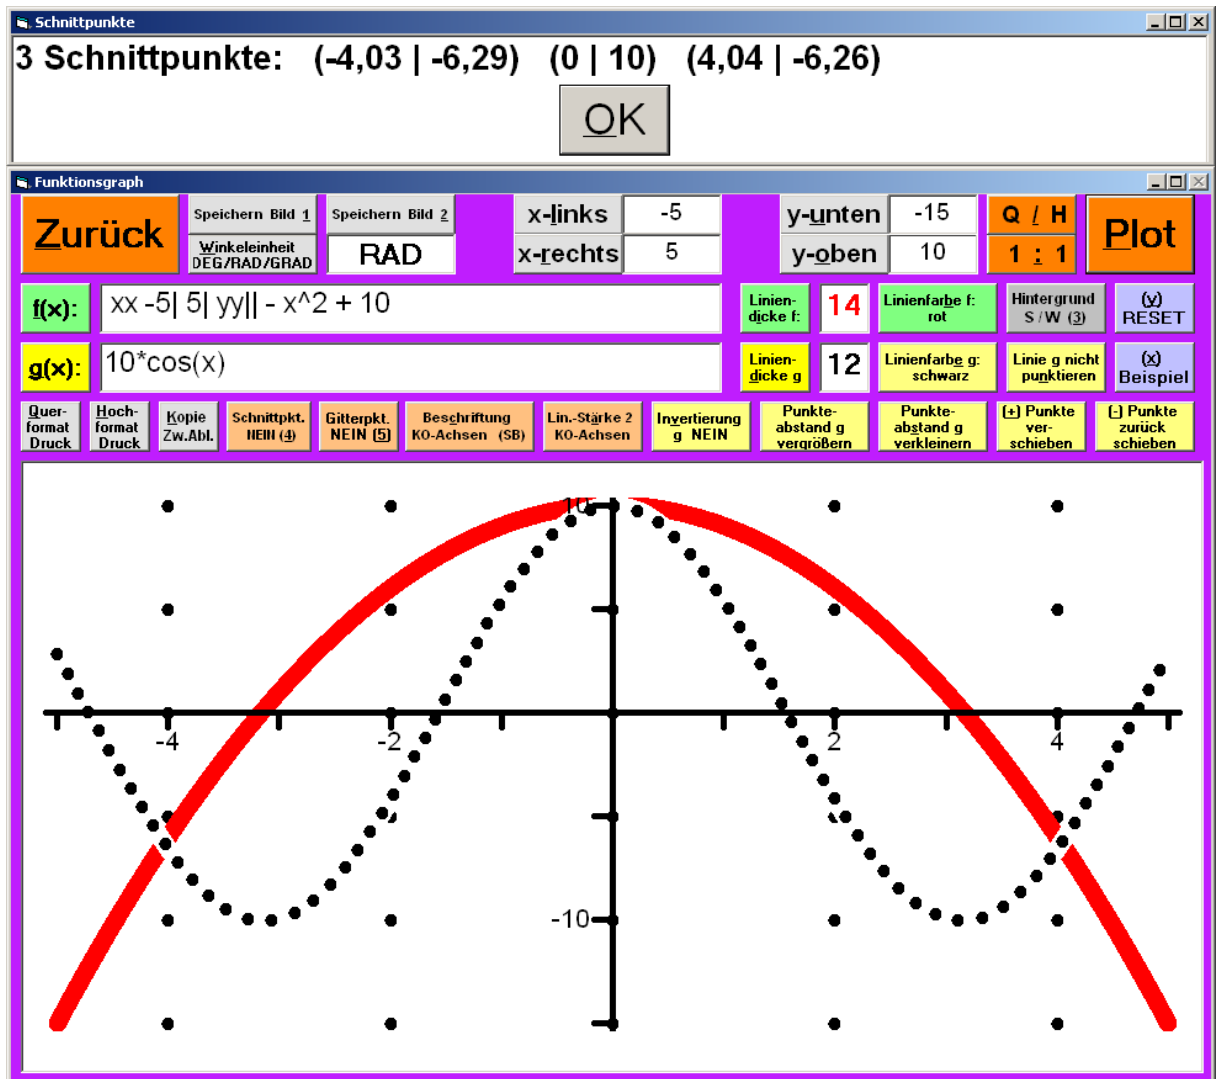 Schnittpunkte
3 Schnittpunkte: (-4,03 | -6,29) (0 | 10) (4,04 | -6,26)
OK
Funktionsgraph
Zurück
Speichern Bild 1
Speichern Bild 2
Winkeleinheit
DEG/RAD/GRAD
RAD
x-links
-5
x-rechts
5
y-unten
-15
y-oben
10
Q / H
1 : 1
Plot
f(x):
xx -5| 5| yy|| - x^2 + 10
Linien-
dicke f:
14
Linienfarbe f:
rot
Hintergrund
S/W (3)
(y)
RESET
g(x):
10*cos(x)
Linien-
dicke g
12
Linienfarbe g:
schwarz
Linie g nicht
punktieren
(x)
Beispiel
Quer-
format
Druck
Hoch-
format
Druck
Kopie
Zw.Abl.
Schnittpkt.
NEIN (4)
Gitterpkt.
NEIN (5)
Beschriftung
KO-Achsen (SB)
Lin.-Stärke 2
KO-Achsen
Invertierung
g NEIN
Punkte-
abstand g
vergrößern
Punkte-
abstand g
verkleinern
(+) Punkte
ver-
schieben
(-) Punkte
zurück
schieben
10
-4
-2
2
4
-10